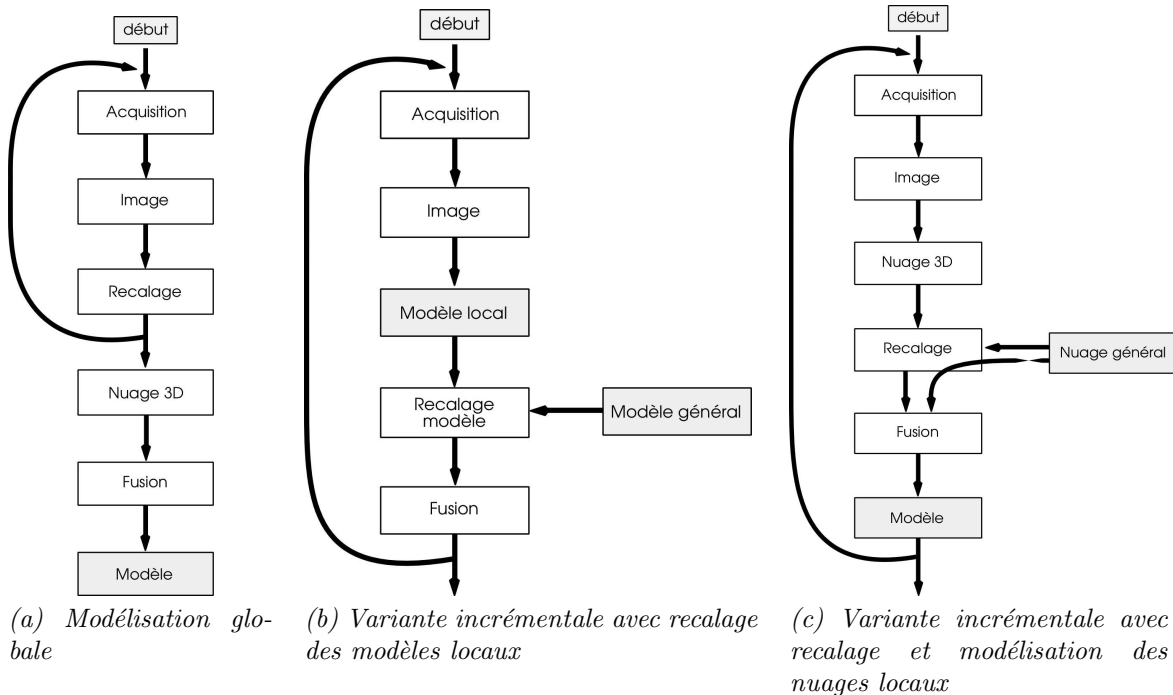 début
Acquisition
Image
Recalage
Nuage 3D
Fusion
Modèle
(a) Modélisation glo-
bale
début
Acquisition
Image
Modèle local
Recalage
modèle
Modèle général
Fusion
(b) Variante incrémentale avec recalage
des modèles locaux
début
Acquisition
Image
Nuage 3D
Recalage
Nuage général
Fusion
Modèle
(c) Variante incrémentale avec
recalage et modélisation des
nuages locaux